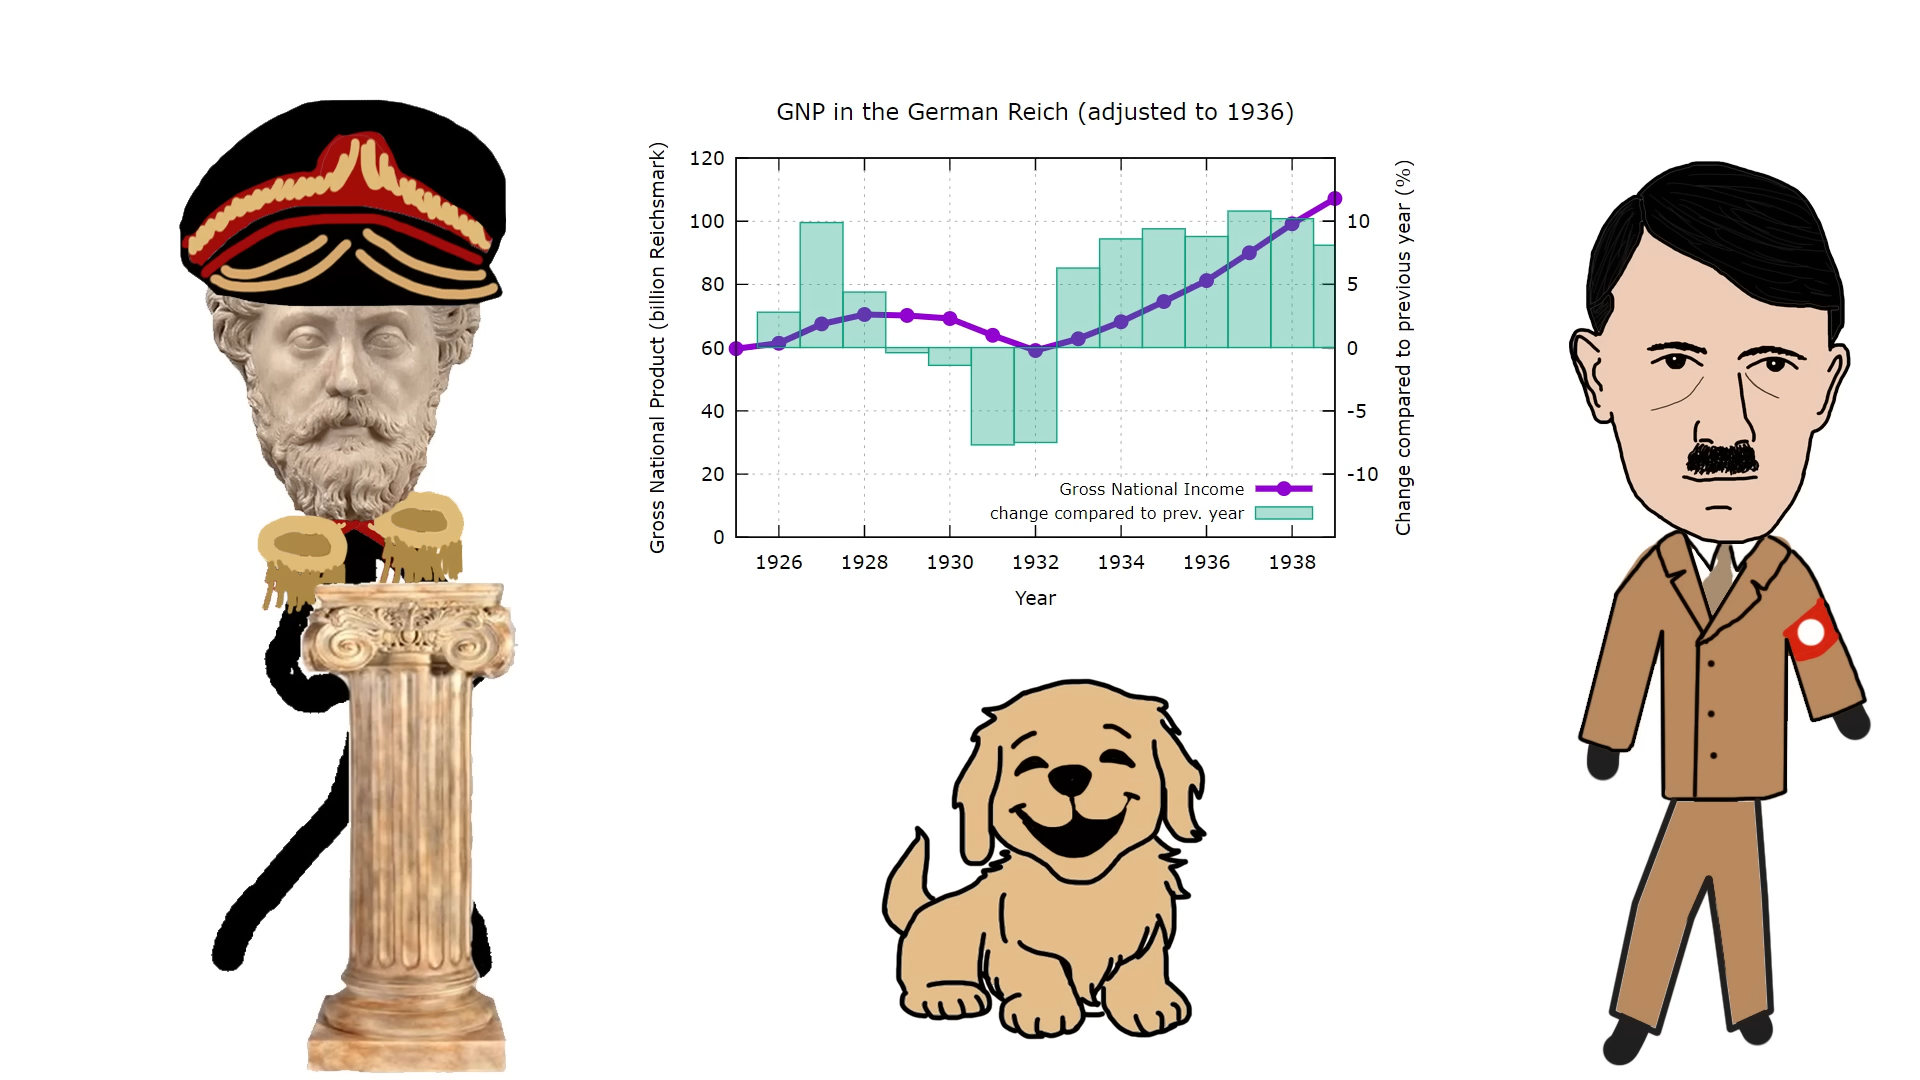 GNP in the German Reich (adjusted to 1936)
Gross National Product (billion Reichsmark)
120
100
80
60
40
20
0
10
5
0
-5
-10
Change compared to previous year (%)
Gross National Income
change compared to prev. year
1926 1928 1930 1932 1934 1936 1938
Year